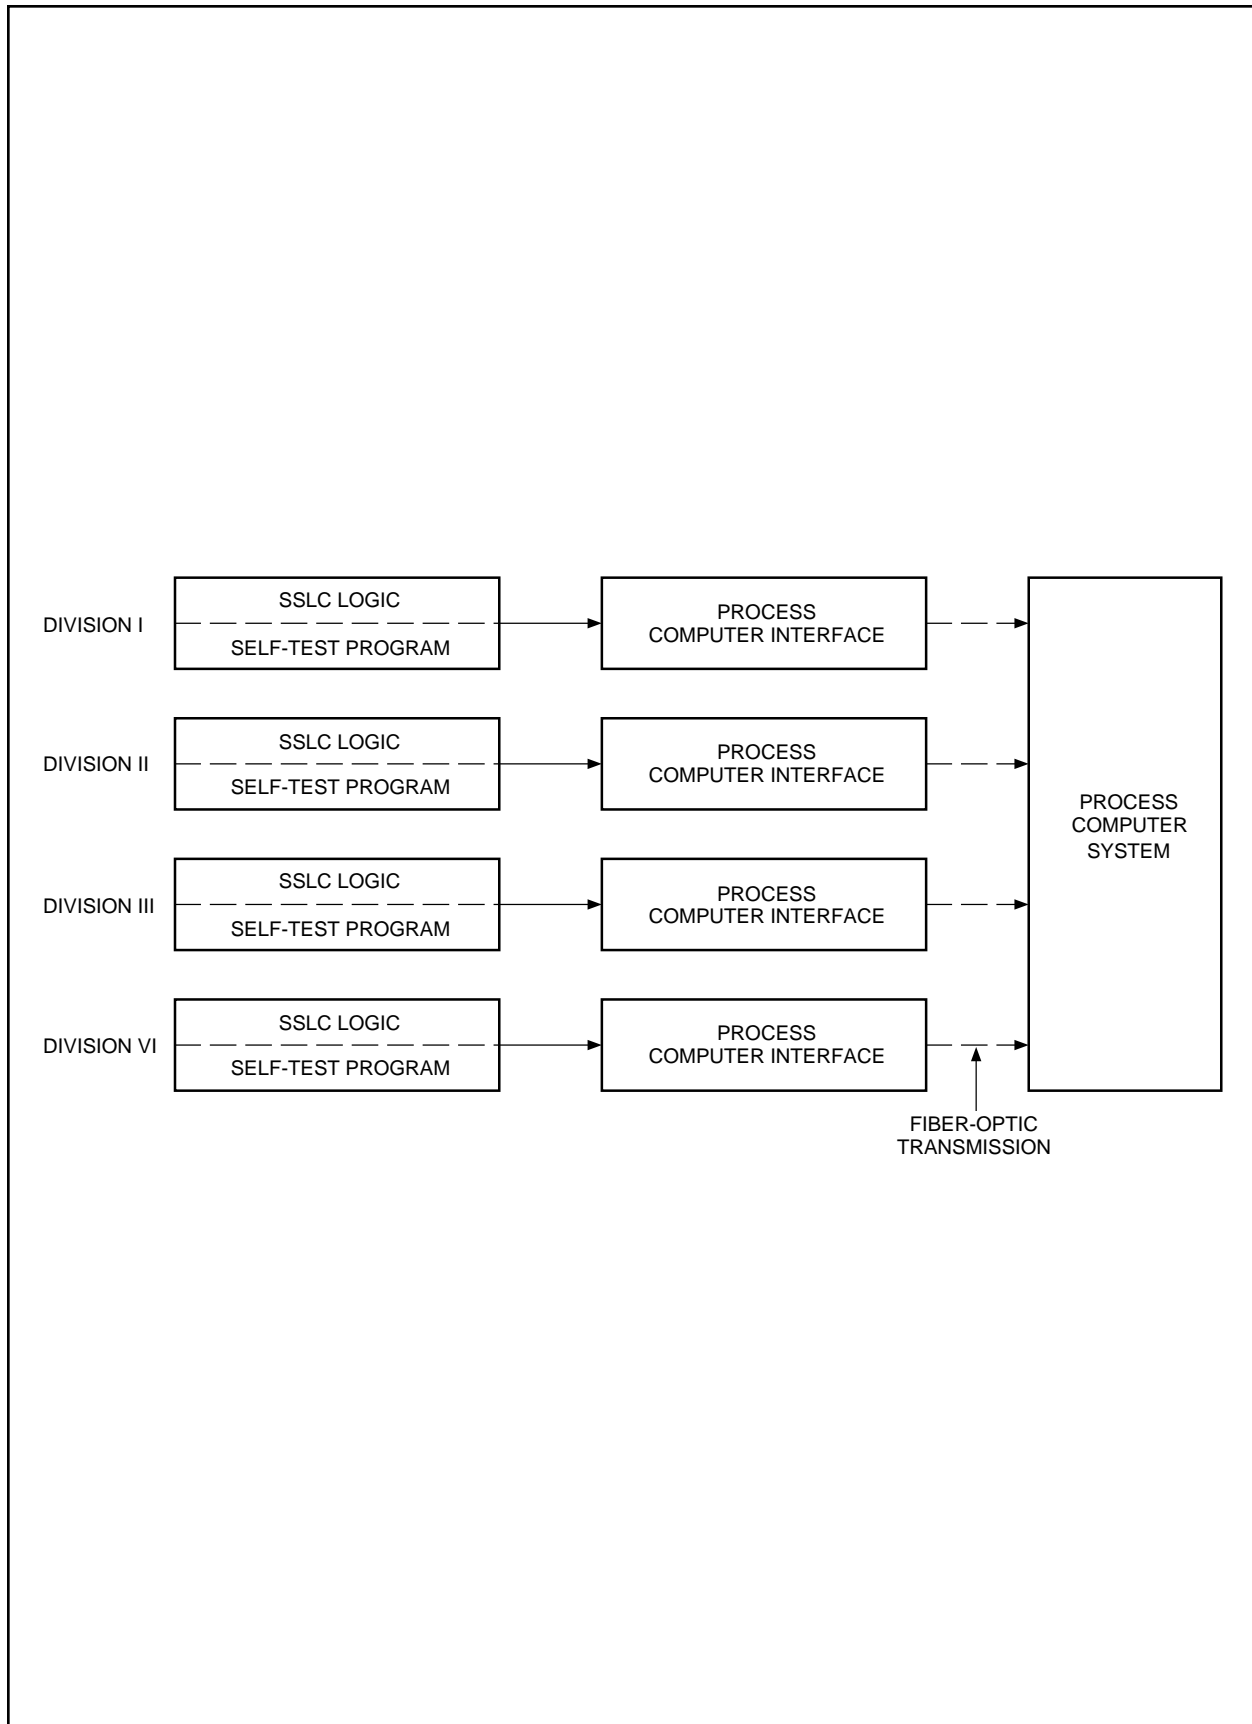 DIVISION I
SSLC LOGIC
SELF-TEST PROGRAM
PROCESS
COMPUTER INTERFACE
DIVISION II
SSLC LOGIC
SELF-TEST PROGRAM
PROCESS
COMPUTER INTERFACE
DIVISION III
SSLC LOGIC
SELF-TEST PROGRAM
PROCESS
COMPUTER INTERFACE
DIVISION VI
SSLC LOGIC
SELF-TEST PROGRAM
PROCESS
COMPUTER INTERFACE
PROCESS
COMPUTER
SYSTEM
FIBER-OPTIC
TRANSMISSION